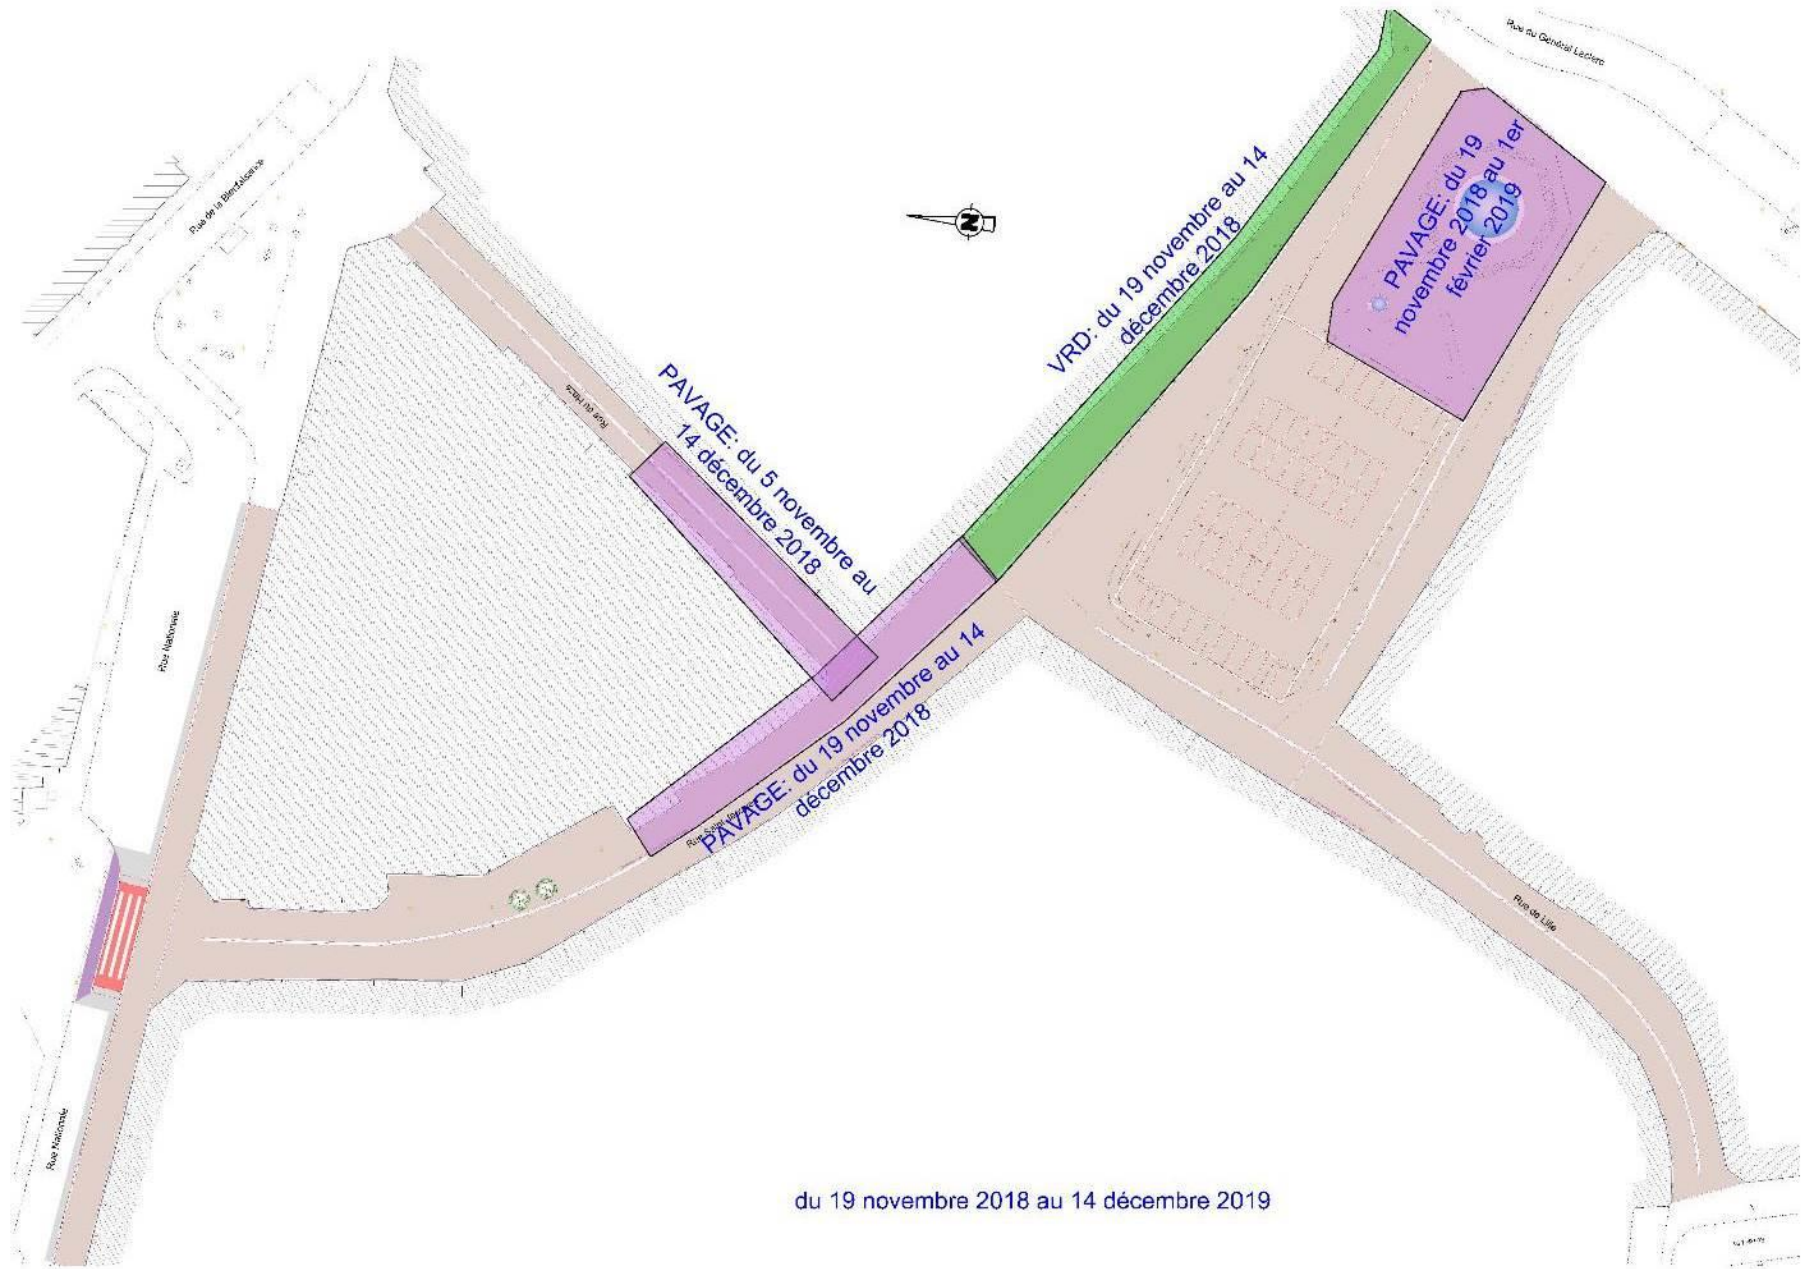 Rue du Général Leclerc
Rue de la Bienfaisance
N
VRD: du 19 novembre au 14
décembre 2018
PAVAGE: du 19
novembre 2018 au 1er
février 2019
PAVAGE: du 5 novembre au
14 décembre 2018
Rue Nationale
PAVAGE: du 19 novembre au 14
décembre 2018
Rue Saint
Rue de Lille
Rue Nationale
du 19 novembre 2018 au 14 décembre 2019